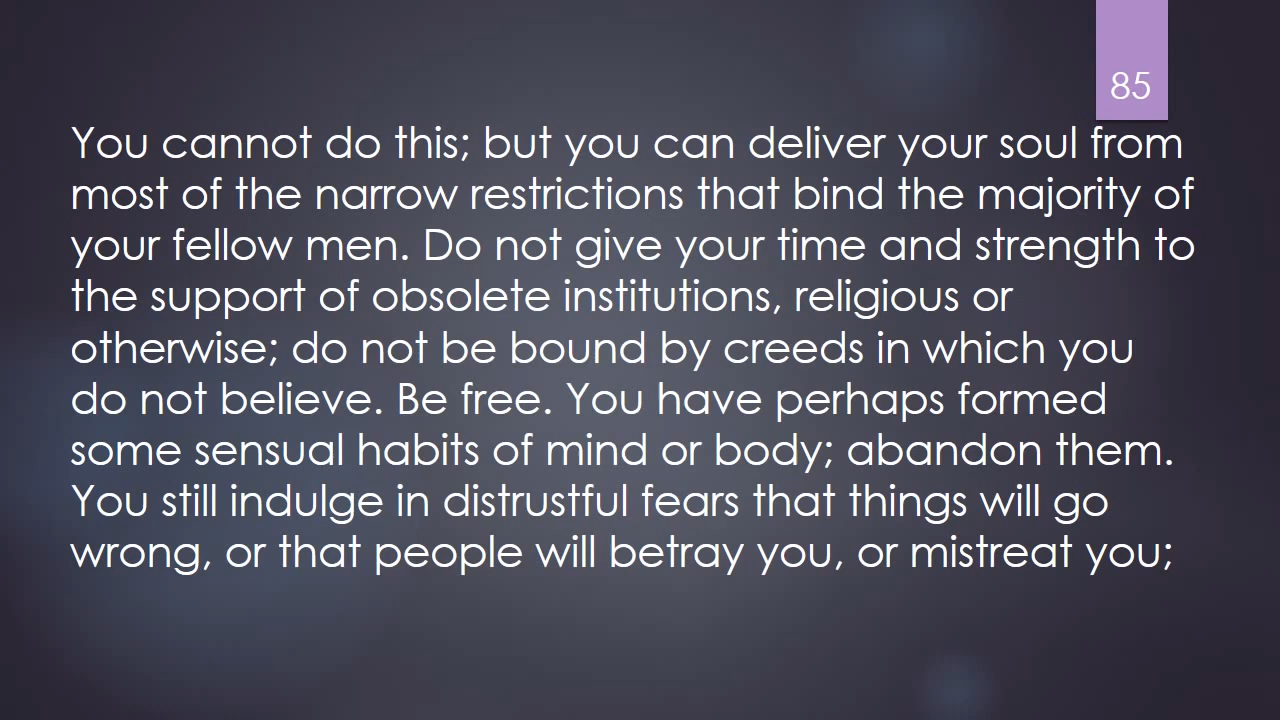 85
You cannot do this; but you can deliver your soul from
most of the narrow restrictions that bind the majority of
your fellow men. Do not give your time and strength to
the support of obsolete institutions, religious or
otherwise; do not be bound by creeds in which you
do not believe. Be free. You have perhaps formed
some sensual habits of mind or body; abandon them.
You still indulge in distrustful fears that things will go
wrong, or that people will betray you, or mistreat you;